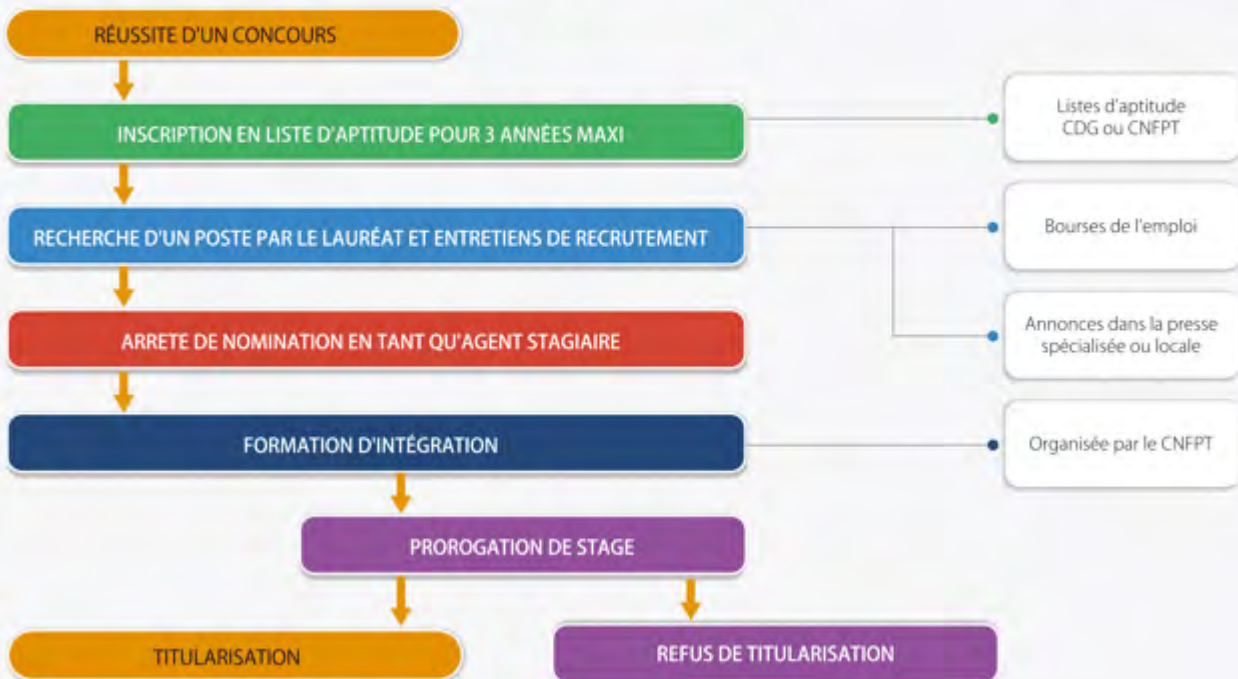 RÉUSSITE D'UN CONCOURS
INSCRIPTION EN LISTE D'APTITUDE POUR 3 ANNÉES MAXI
Listes d'aptitude
CDG ou CNFPT
RECHERCHE D'UN POSTE PAR LE LAURÉAT ET ENTRETIENS DE RECRUTEMENT
Bourses de l'emploi
ARRETE DE NOMINATION EN TANT QU'AGENT STAGIAIRE
Annonces dans la presse
spécialisée ou locale
FORMATION D'INTÉGRATION
Organisée par le CNFPT
PROROGATION DE STAGE
TITULARISATION
REFUS DE TITULARISATION